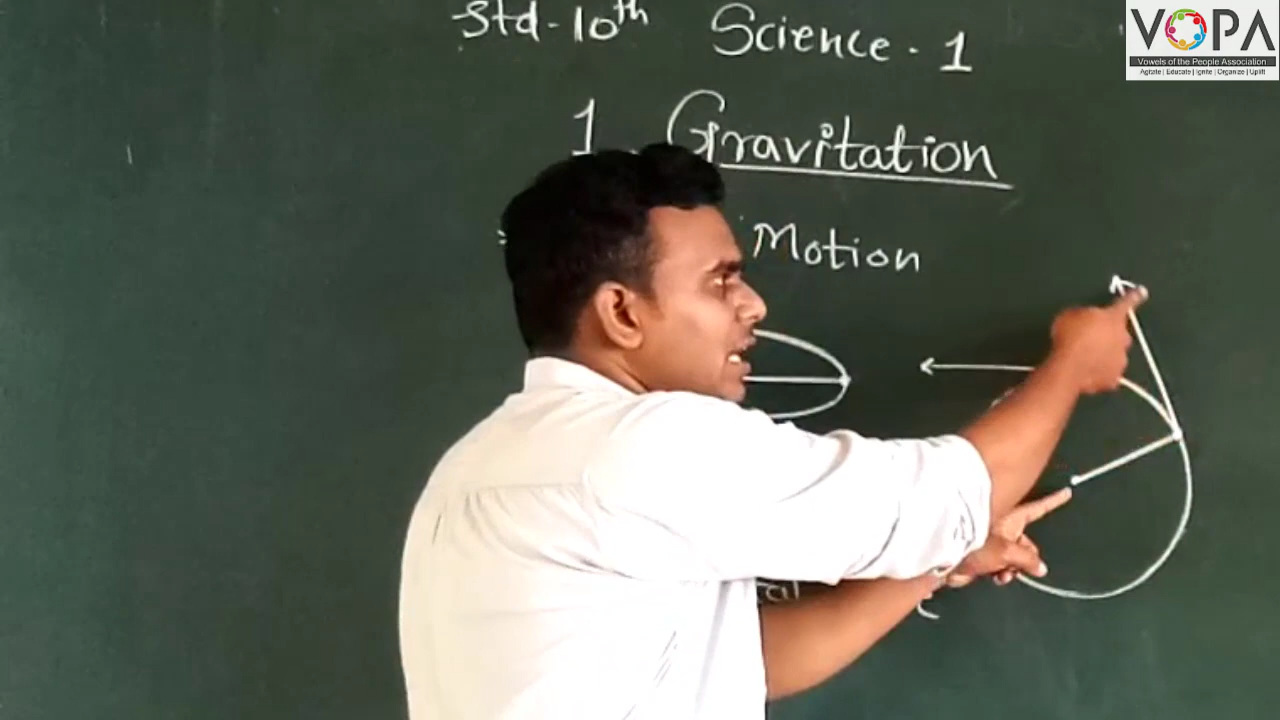 Std-10th Science-1
1. Gravitation
Motion
VOPA
Vowels of the People Association
Agitate | Educate | Ignite | Organize | Uplift